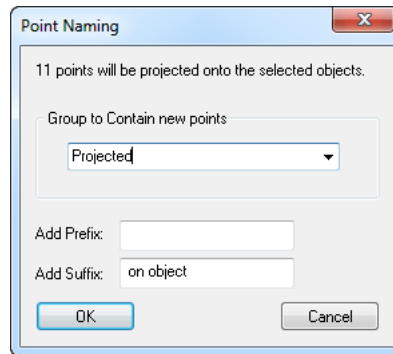 Point Naming
11 points will be projected onto the selected objects.
Group to Contain new points
Projected
Add Prefix:
Add Suffix: on object
OK Cancel